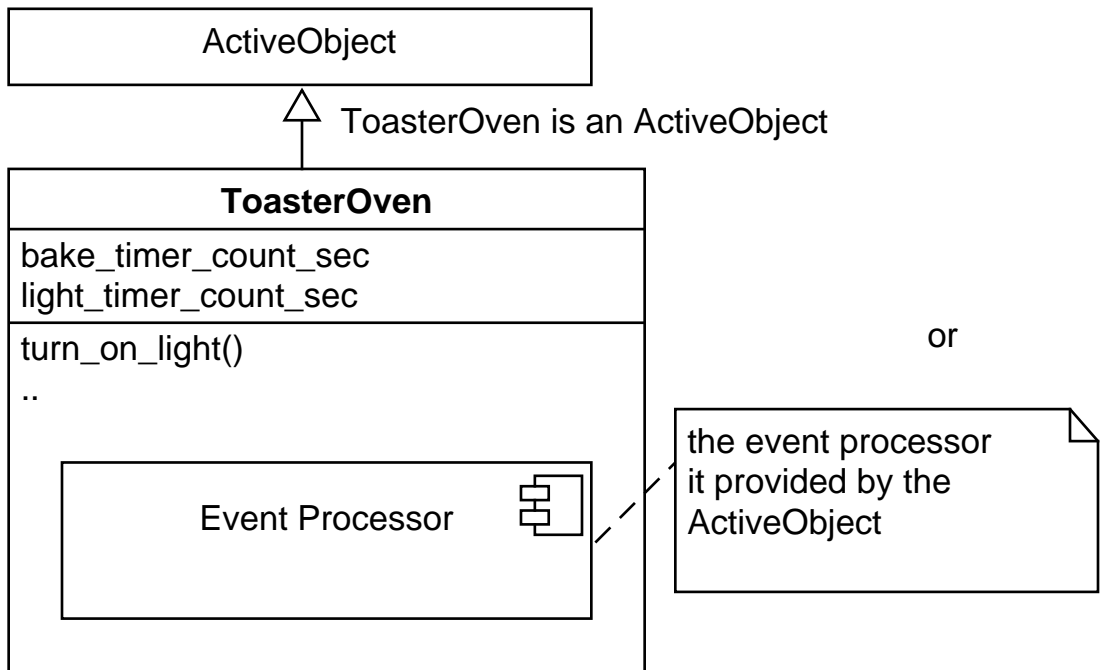 ActiveObject
ToasterOven is an ActiveObject
ToasterOven
bake_timer_count_sec
light_timer_count_sec
turn_on_light()
..
or
the event processor
it provided by the
ActiveObject
Event Processor